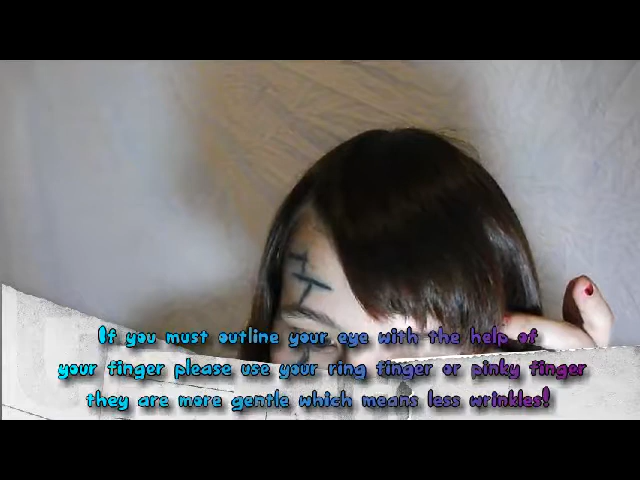 If you must outline your eye with the help of
your finger please use your ring finger or pinky finger
they are more gentle which means less wrinkles!